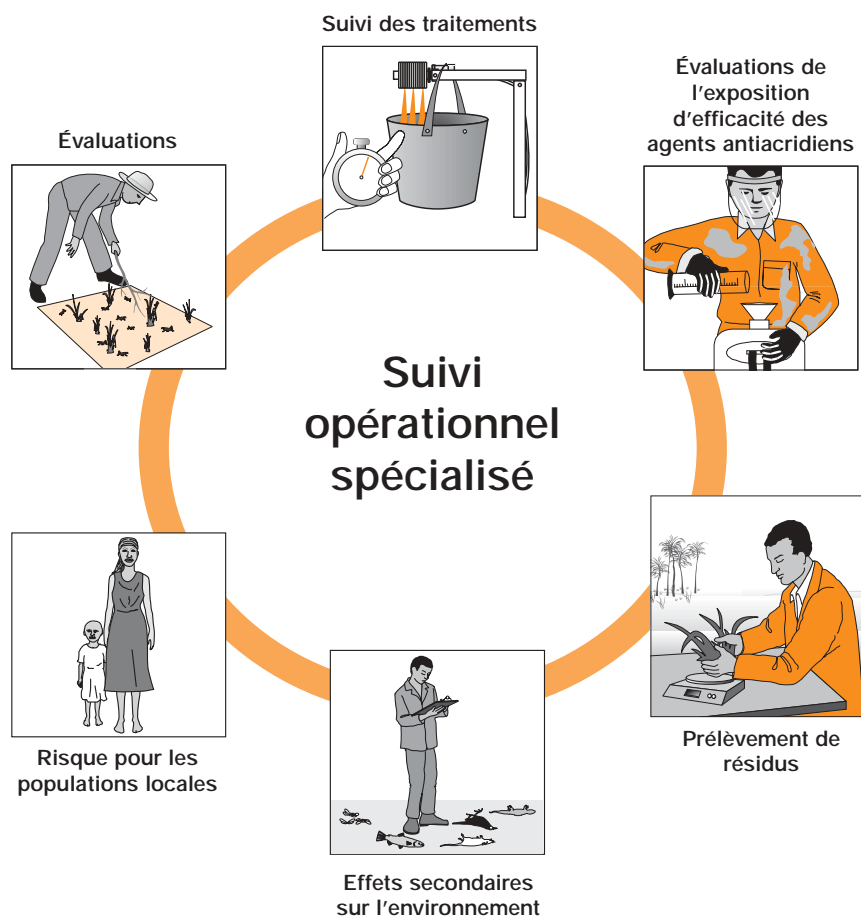 Suivi des traitements
Évaluations de
l'exposition
d'efficacité des
agents antiacridiens
Évaluations
Suivi
opérationnel
spécialisé
Risque pour les
populations locales
Prélèvement de
résidus
Effets secondaires
sur l'environnement